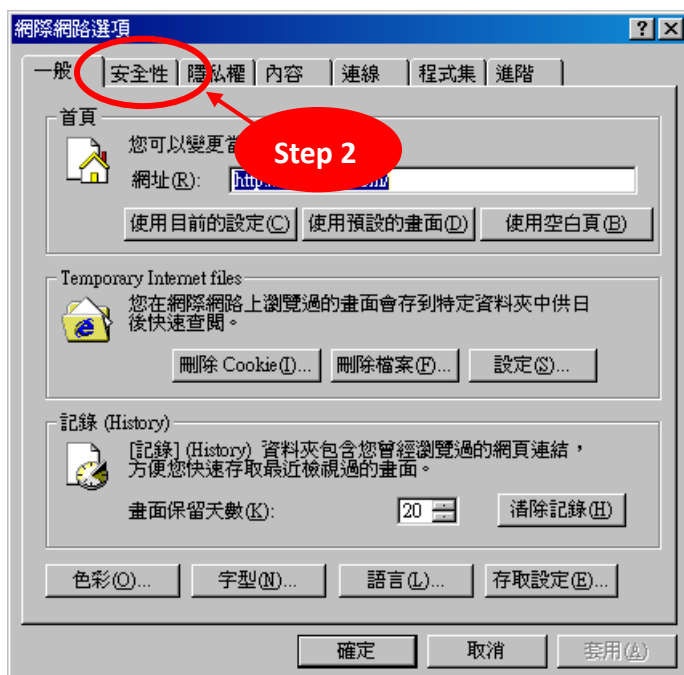 網際網路選項
一般 安全性 隱私權 內容 連線 程式集 進階
首頁
您可以變更
Step 2
網址(R): http
使用目前的設定(C) 使用預設的畫面(D) 使用空白頁(B)
Temporary Internet files
您在網際網路上瀏覽過的畫面會存到特定資料夾中供日
後快速查閱。
刪除 Cookie(I)... 刪除檔案(F)... 設定(S)...
記錄 (History)
[記錄] (History) 資料夾包含您曾經瀏覽過的網頁連結，
方便您快速存取最近檢視過的畫面。
畫面保留天數(K): 20 清除記錄(H)
色彩(O)... 字型(N)... 語言(L)... 存取設定(E)...
確定 取消 套用(A)